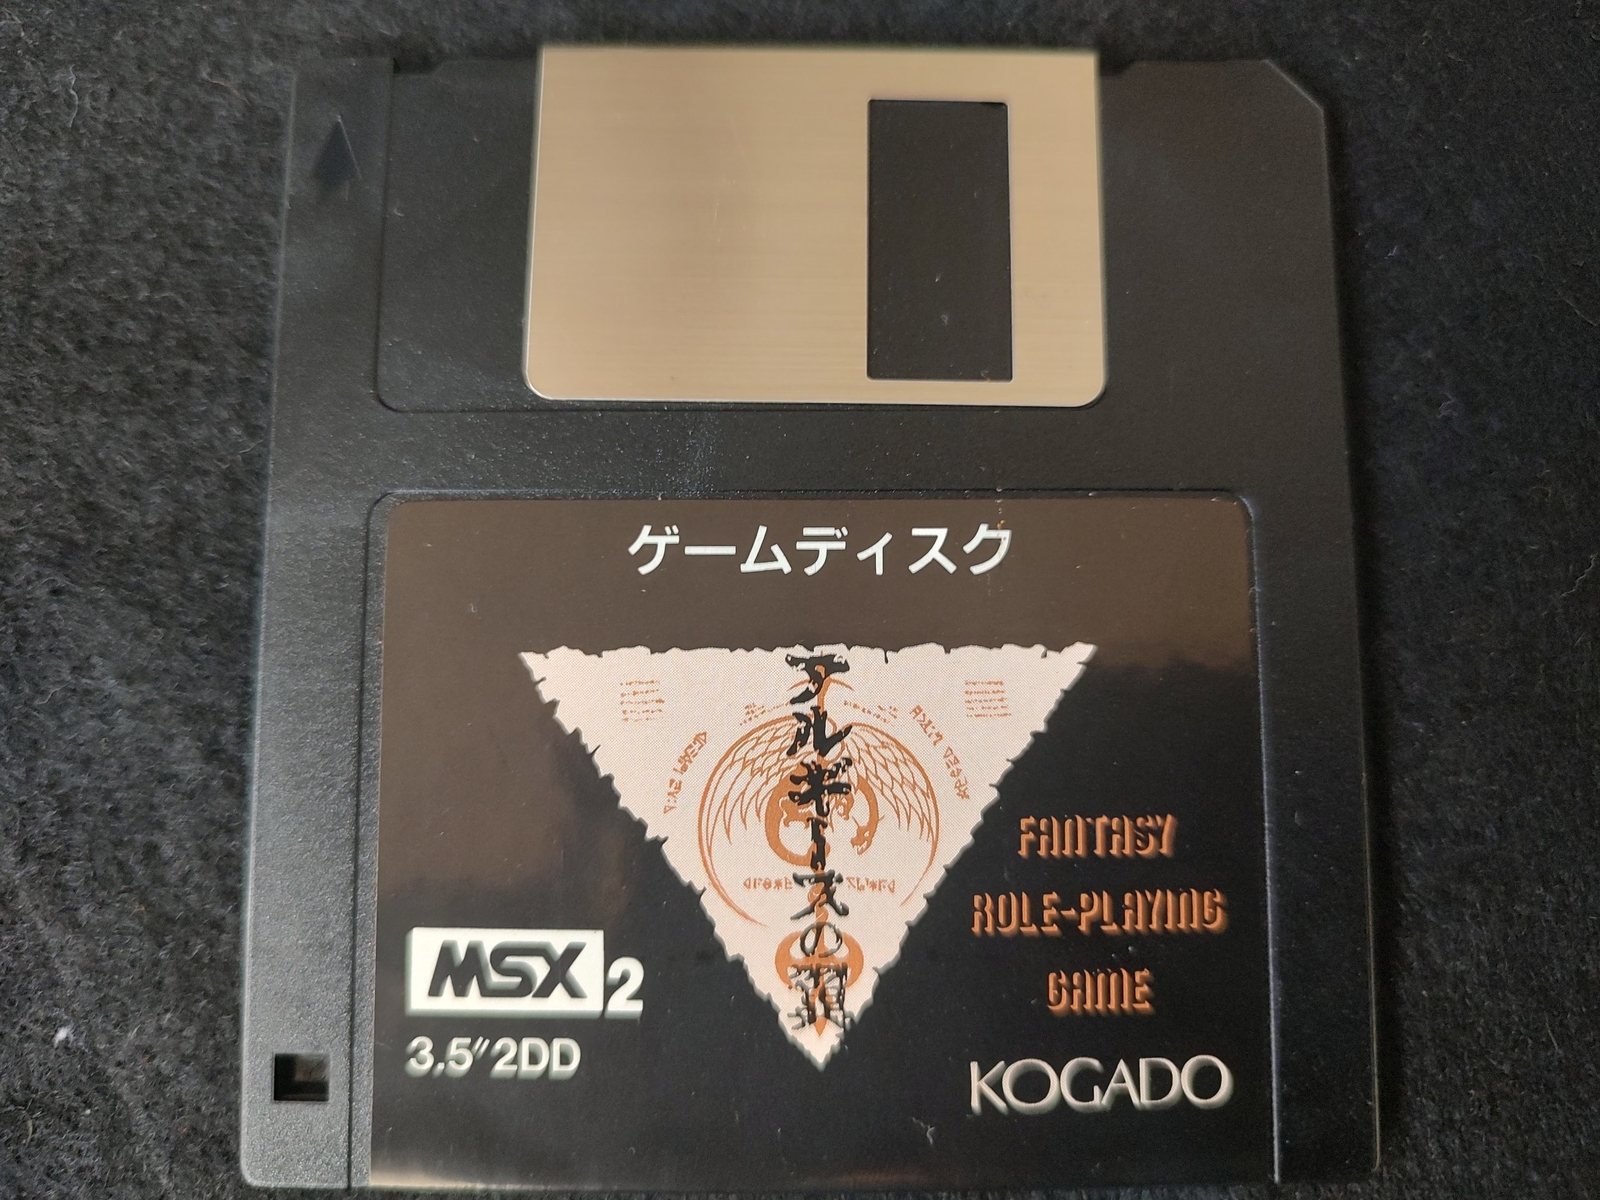 ゲームディスク
アルギースの翼
FANTASY
ROLE-PLAYING
GAME
MSX2
3.5"2DD
KOGADO